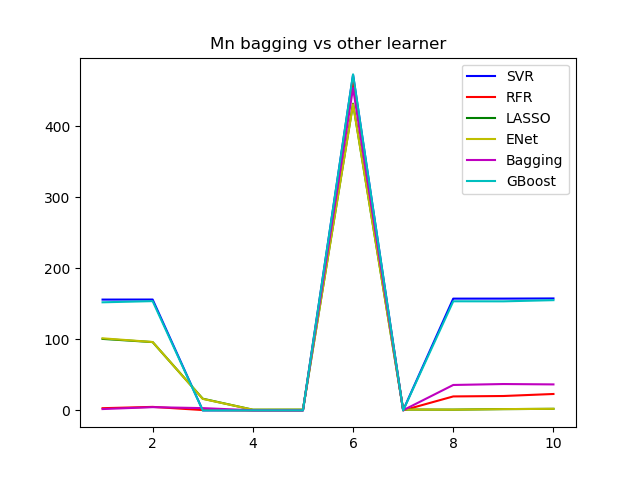 Mn bagging vs other learner
SVR
RFR
LASSO
ENet
Bagging
GBoost
400
300
200
100
0
2 4 6 8 10